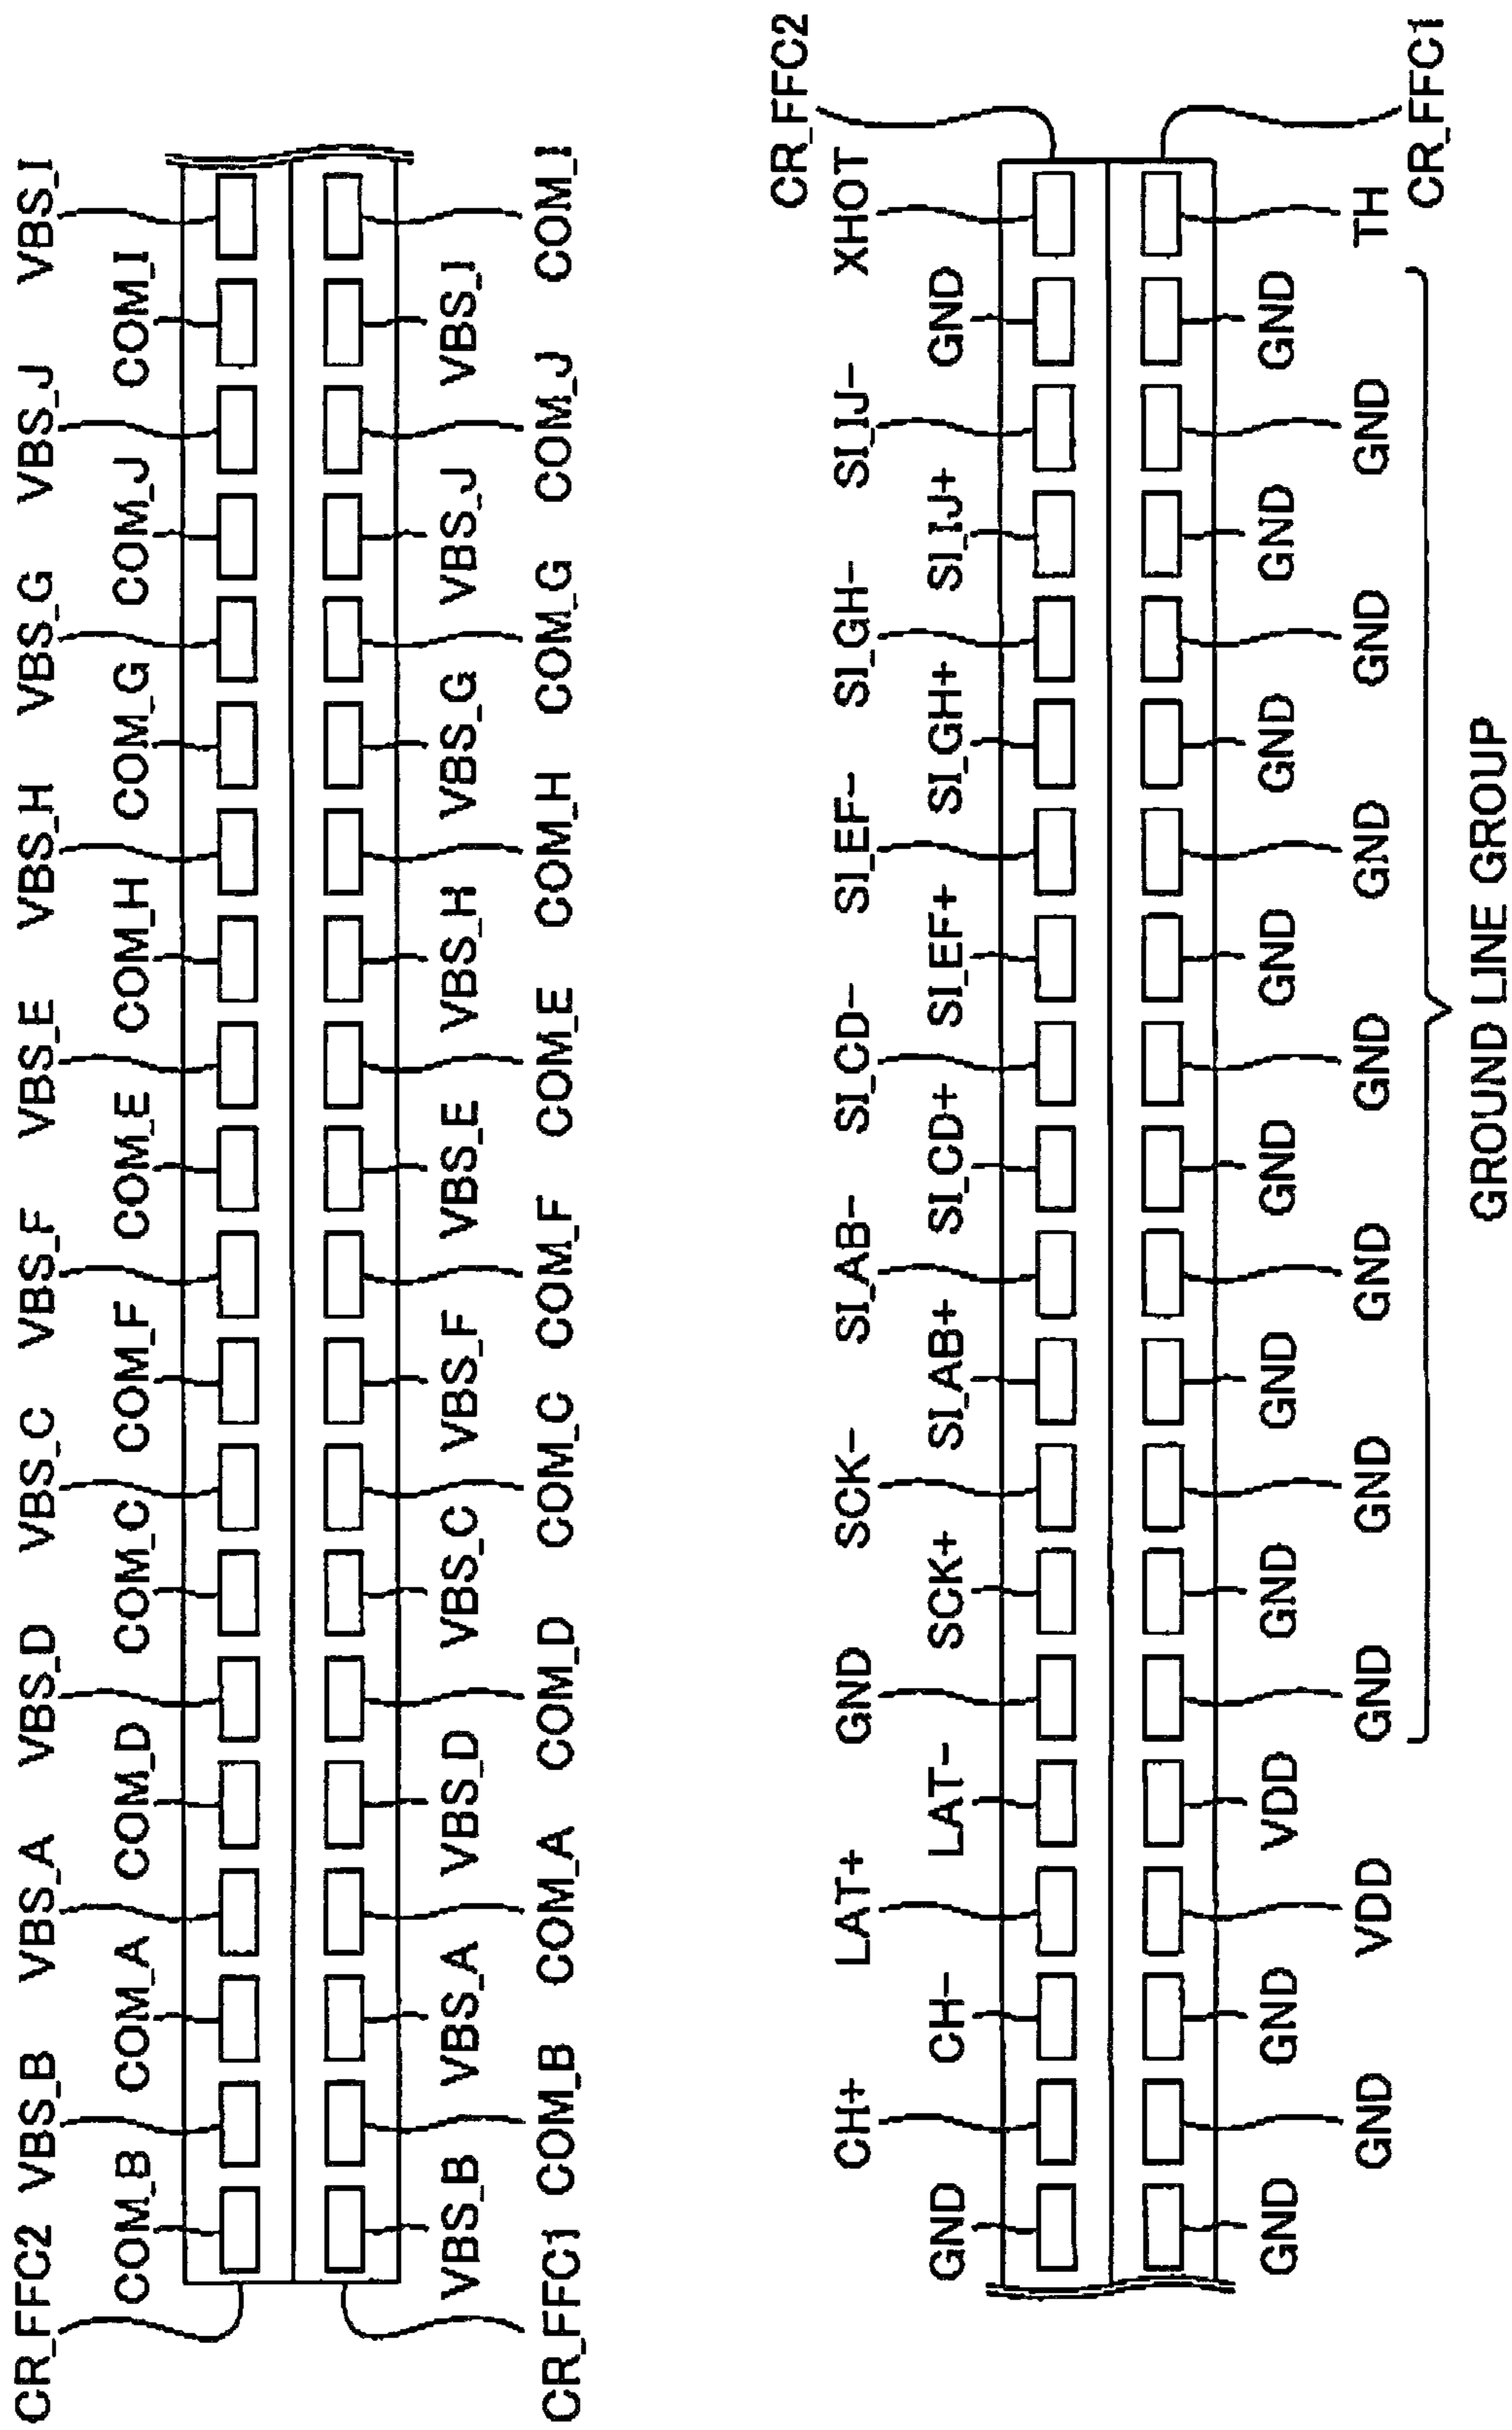 CR_FFC2 VBS_B VBS_A VBS_D VBS_C VBS_F VBS_E VBS_H VBS_G VBS_J VBS_I
COM_B COM_A COM_D COM_C COM_F COM_E COM_H COM_G COM_J COM_I
VBS_B VBS_A VBS_D VBS_C VBS_F VBS_E VBS_H VBS_G VBS_J VBS_I
CR_FFC1 COM_B COM_A COM_D COM_C COM_F COM_E COM_H COM_G COM_J COM_I
CR_FFC2
CH+ LAT+ GND SCK- SI_AB- SI_CD- SI_EF- SI_GH- SI_IJ- XHOT
GND CH- LAT- SCK+ SI_AB+ SI_CD+ SI_EF+ SI_GH+ SI_IJ+ GND
GND GND VDD GND GND GND GND GND GND GND
GND VDD GND GND GND GND GND GND GND TH
CR_FFC1
GROUND LINE GROUP